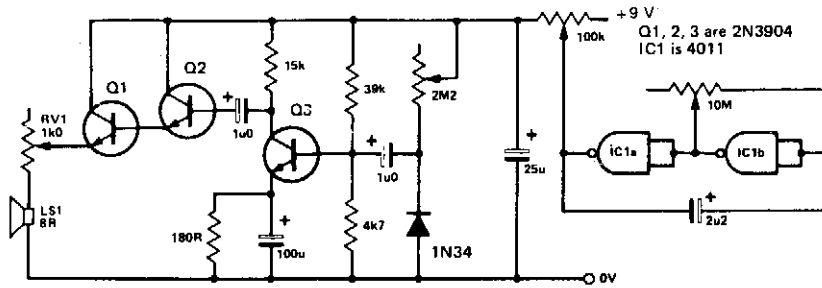 +9 V
Q1, 2, 3 are 2N3904
IC1 is 4011
100k
Q1
Q2
15k
39k
2M2
10M
RV1
1k0
1u0
Q3
1u0
25u
IC1a
IC1b
2u2
LS1
8R
180R
100u
4k7
1N34
0V